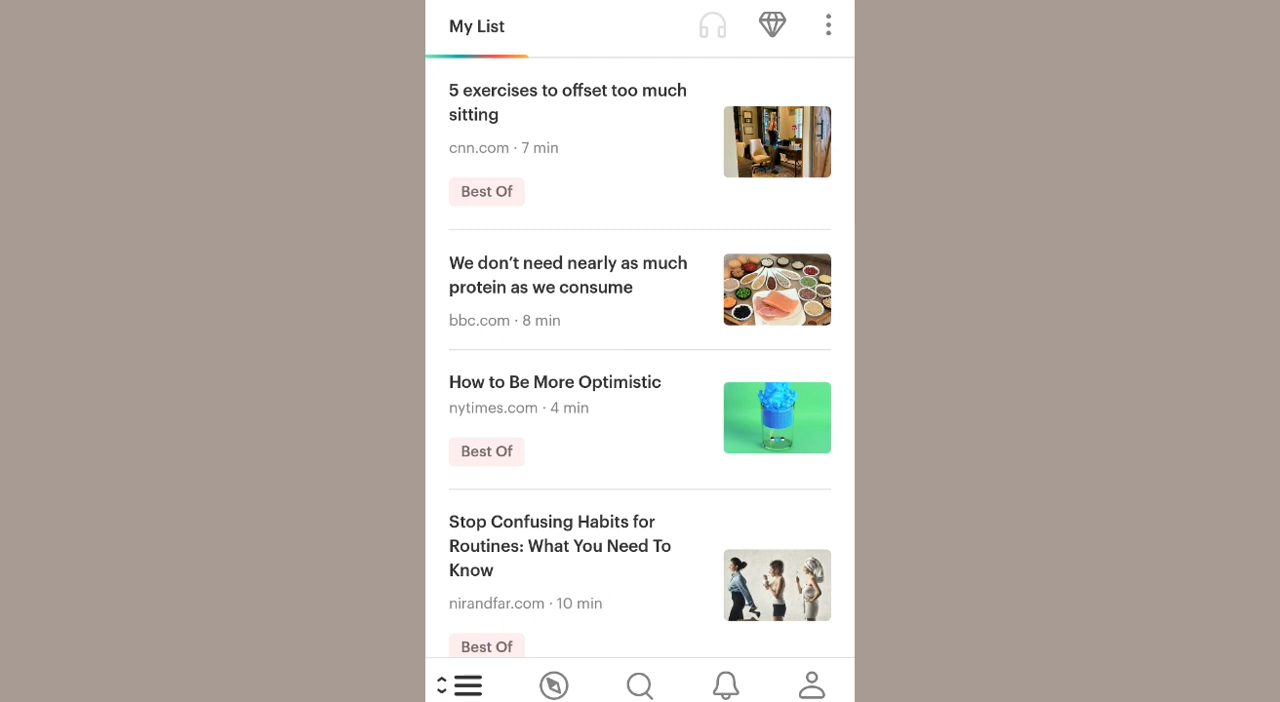 My List
5 exercises to offset too much
sitting
cnn.com · 7 min
Best Of
We don’t need nearly as much
protein as we consume
bbc.com · 8 min
How to Be More Optimistic
nytimes.com · 4 min
Best Of
Stop Confusing Habits for
Routines: What You Need To
Know
nirandfar.com · 10 min
Best Of